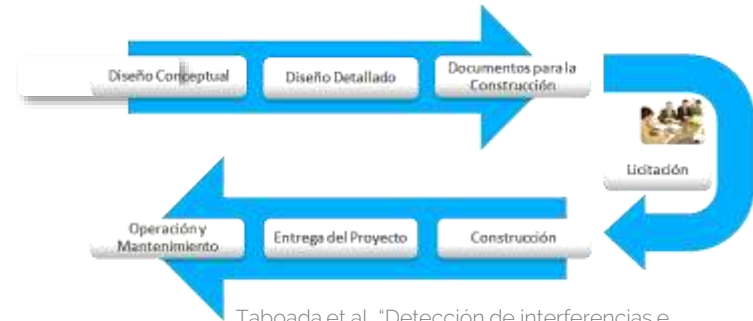 Diseño Conceptual
Diseño Detallado
Documentos para la
Construcción
Licitación
Operación y
Mantenimiento
Entrega del Proyecto
Construcción
Taboada et al. "Detección de interferencias e